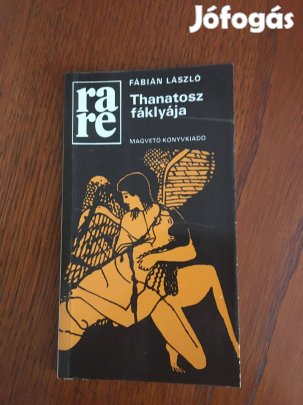 Jófogás
ra
re
FÁBIÁN LÁSZLÓ
Thanatosz
fáklyája
MAGVETŐ KÖNYVKIADÓ